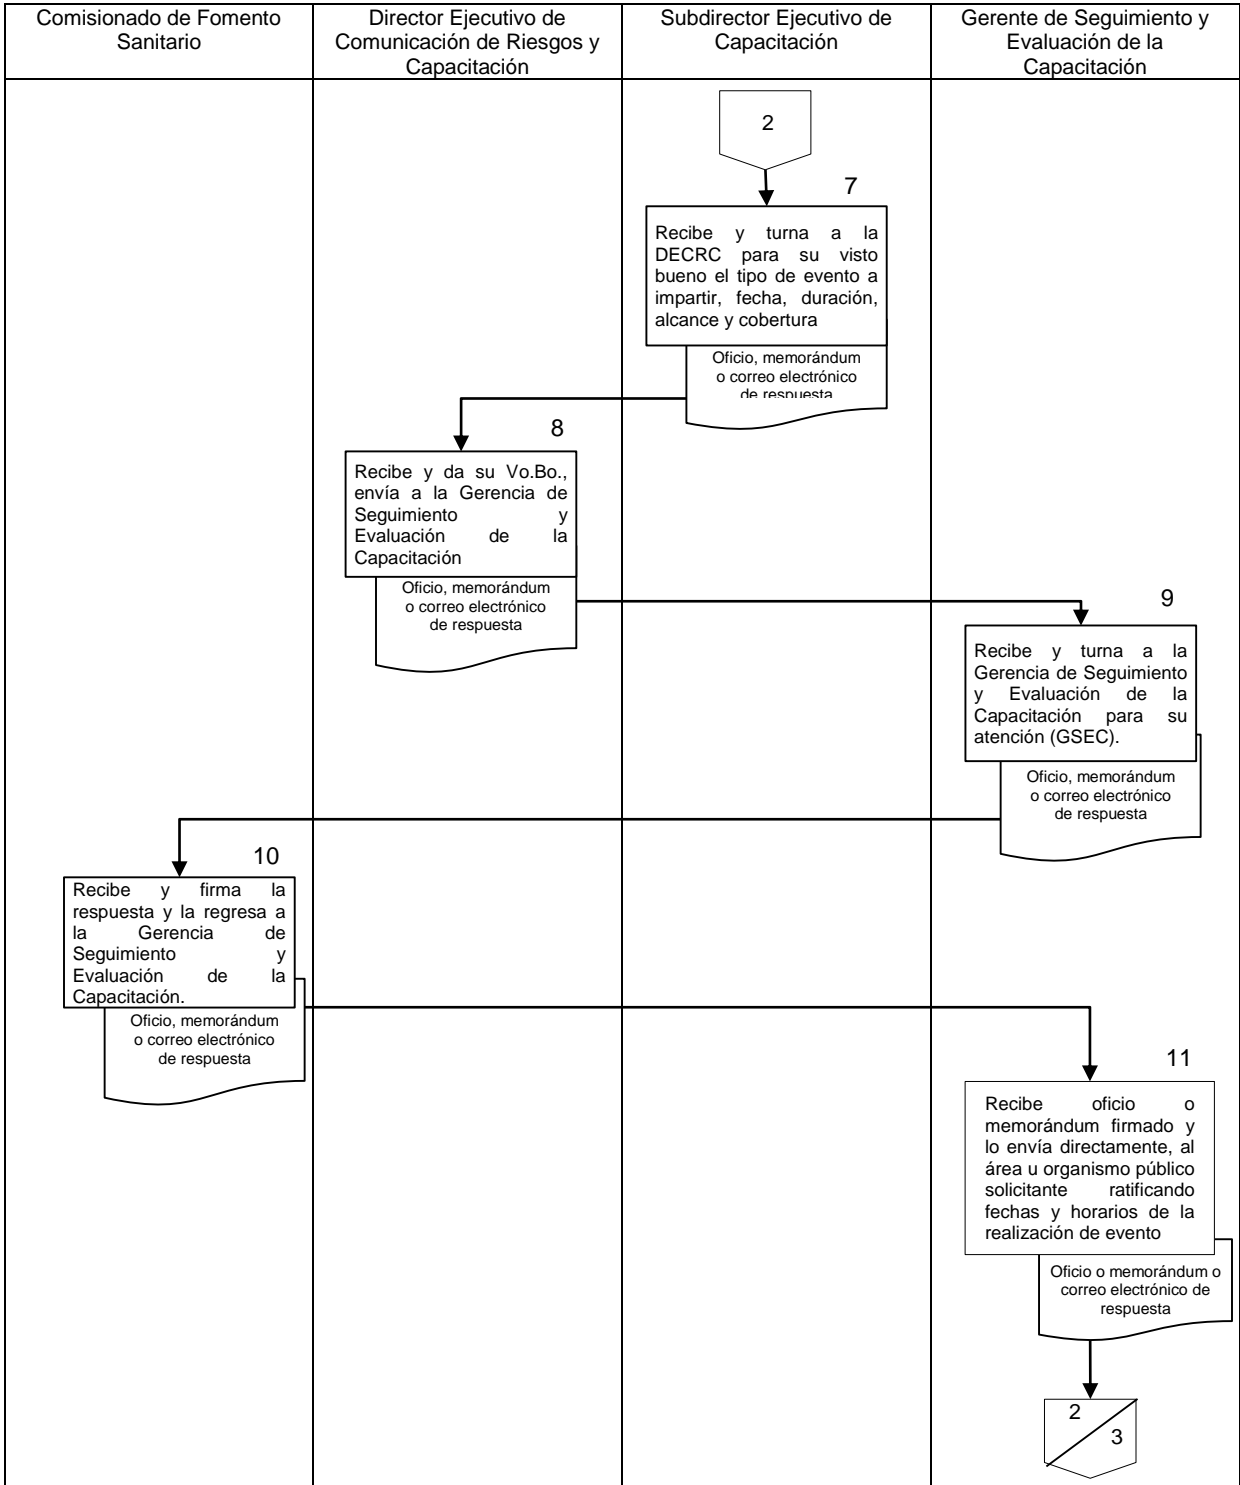 Comisionado de Fomento
Sanitario
Director Ejecutivo de
Comunicación de Riesgos y
Capacitación
Subdirector Ejecutivo de
Capacitación
Gerente de Seguimiento y
Evaluación de la
Capacitación
2
7
Recibe y turna a la
DECRC para su visto
bueno el tipo de evento a
impartir, fecha, duración,
alcance y cobertura
Oficio, memorándum
o correo electrónico
de respuesta
8
Recibe y da su Vo.Bo.,
envía a la Gerencia de
Seguimiento y
Evaluación de la
Capacitación
Oficio, memorándum
o correo electrónico
de respuesta
9
Recibe y turna a la
Gerencia de Seguimiento
y Evaluación de la
Capacitación para su
atención (GSEC).
Oficio, memorándum
o correo electrónico
de respuesta
10
Recibe y firma la
respuesta y la regresa a
la Gerencia de
Seguimiento y
Evaluación de la
Capacitación.
Oficio, memorándum
o correo electrónico
de respuesta
11
Recibe oficio o
memorándum firmado y
lo envía directamente, al
área u organismo público
solicitante ratificando
fechas y horarios de la
realización de evento
Oficio o memorándum o
correo electrónico de
respuesta
2
3